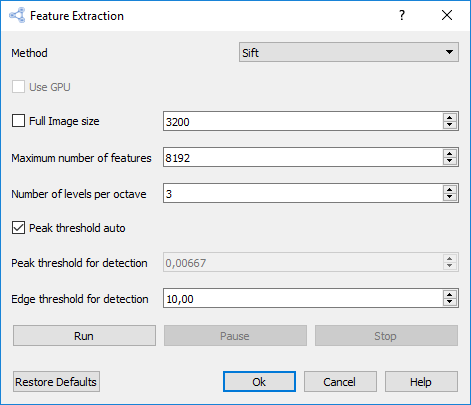 Feature Extraction ?
Method Sift
Use GPU
Full Image size 3200
Maximum number of features 8192
Number of levels per octave 3
Peak threshold auto
Peak threshold for detection 0,00667
Edge threshold for detection 10,00
Run Pause Stop
Restore Defaults Ok Cancel Help